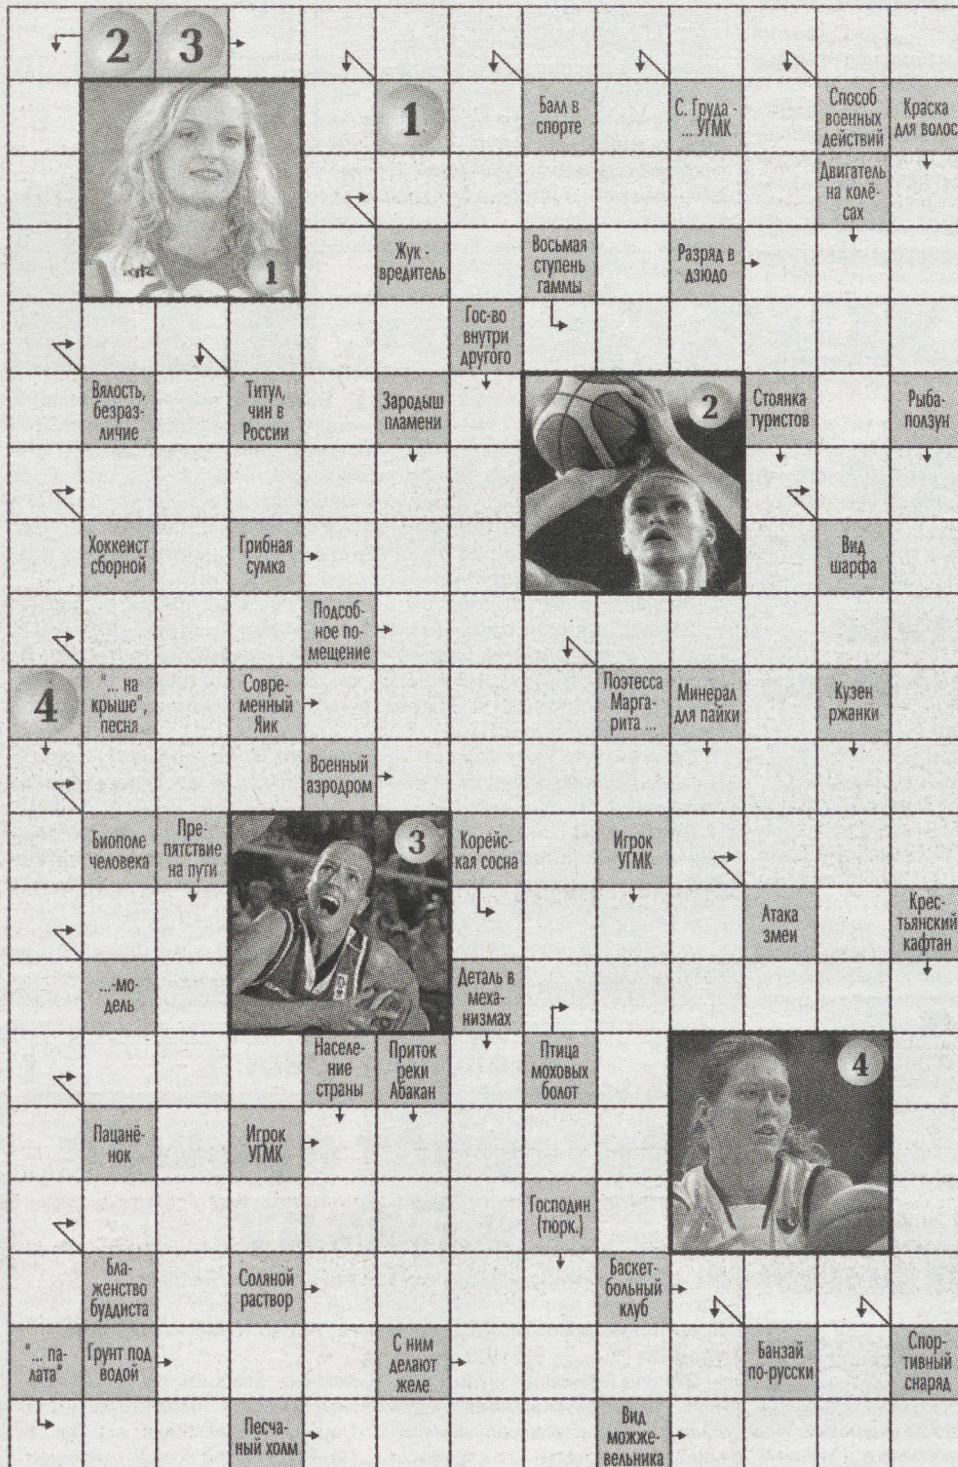 2
3
1
Балл в
спорте
С. Груда -
... УГМК
Способ
военных
действий
Краска
для волос
Двигатель
на колё-
сах
1
Жук -
вредитель
Восьмая
ступень
гаммы
Разряд в
дзюдо
Гос-во
внутри
другого
Вялость,
безраз-
личие
Титул,
чин в
России
Зародыш
пламени
2
Стоянка
туристов
Рыба-
ползун
Хоккеист
сборной
Грибная
сумка
Вид
шарфа
Подсоб-
ное по-
мещение
4
"... на
крыше",
песня
Совре-
менный
Яик
Поэтесса
Марга-
рита ...
Минерал
для пайки
Кузен
ржанки
Военный
аэродром
Биополе
человека
Пре-
пятствие
на пути
3
Корейс-
кая сосна
Игрок
УГМК
Атака
змеи
Крес-
тьянский
кафтан
...-мо-
дель
Деталь в
меха-
низмах
Населе-
ние
страны
Приток
реки
Абакан
Птица
моховых
болот
4
Пацанё-
нок
Игрок
УГМК
Господин
(тюрк.)
Бла-
женство
буддиста
Соляной
раствор
Баскет-
больный
клуб
"... па-
лата"
Грунт под
водой
С ним
делают
желе
Банзай
по-русски
Спор-
тивный
снаряд
Песча-
ный холм
Вид
можже-
вельника